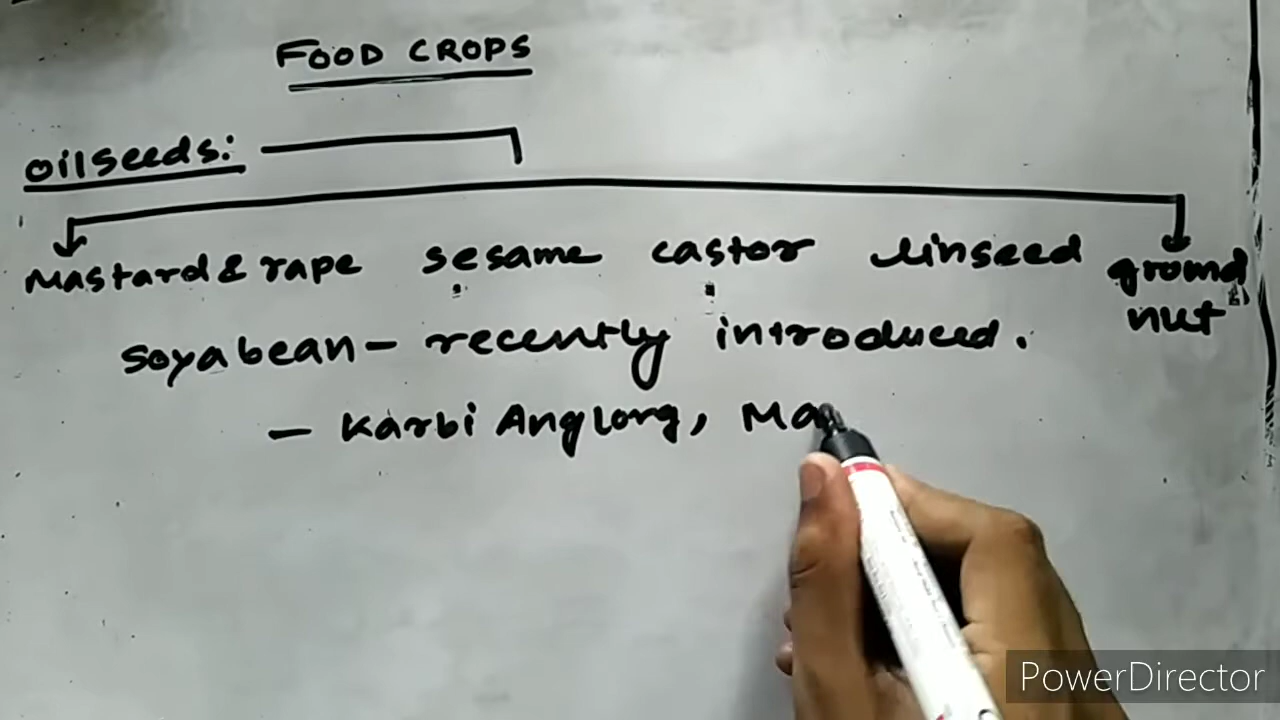 FOOD CROPS
oilseeds:
Mastard & rape sesame castor linseed ground nut
soyabean – recently introduced.
– Karbi Anglong, Ma
PowerDirector